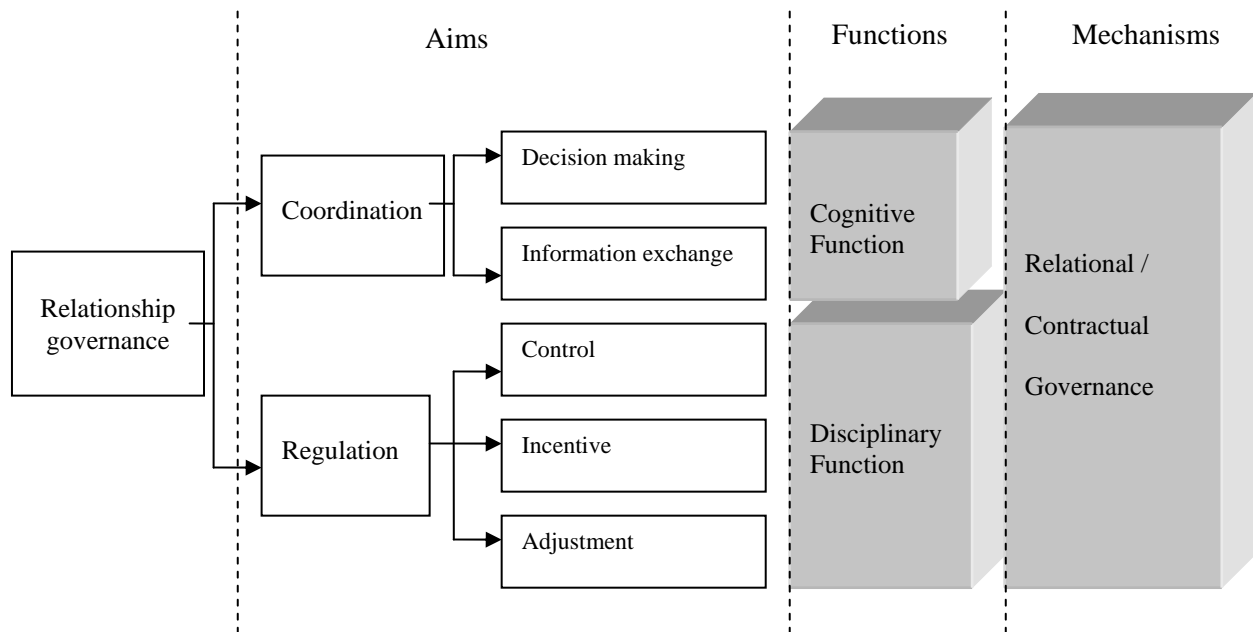 Aims
Functions
Mechanisms
Relationship
governance
Coordination
Regulation
Decision making
Information exchange
Control
Incentive
Adjustment
Cognitive
Function
Disciplinary
Function
Relational /
Contractual
Governance